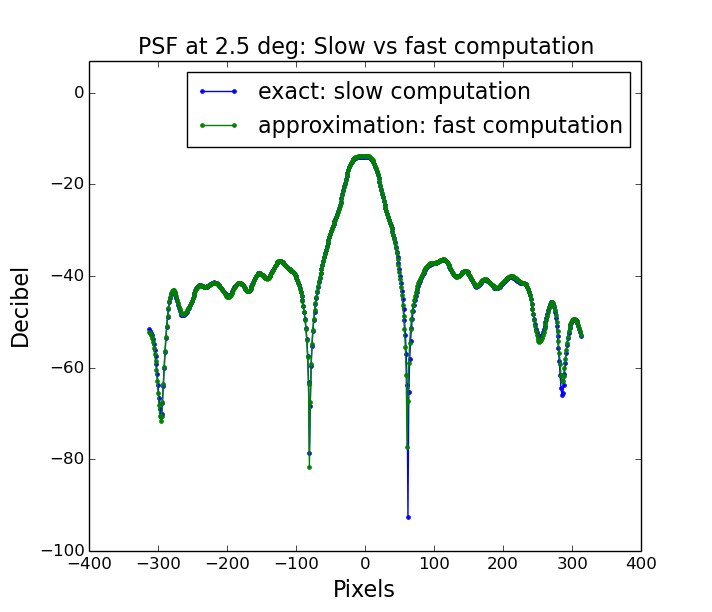 PSF at 2.5 deg: Slow vs fast computation
exact: slow computation
approximation: fast computation
0
−20
−40
−60
−80
−100
Decibel
−400 −300 −200 −100 0 100 200 300 400
Pixels